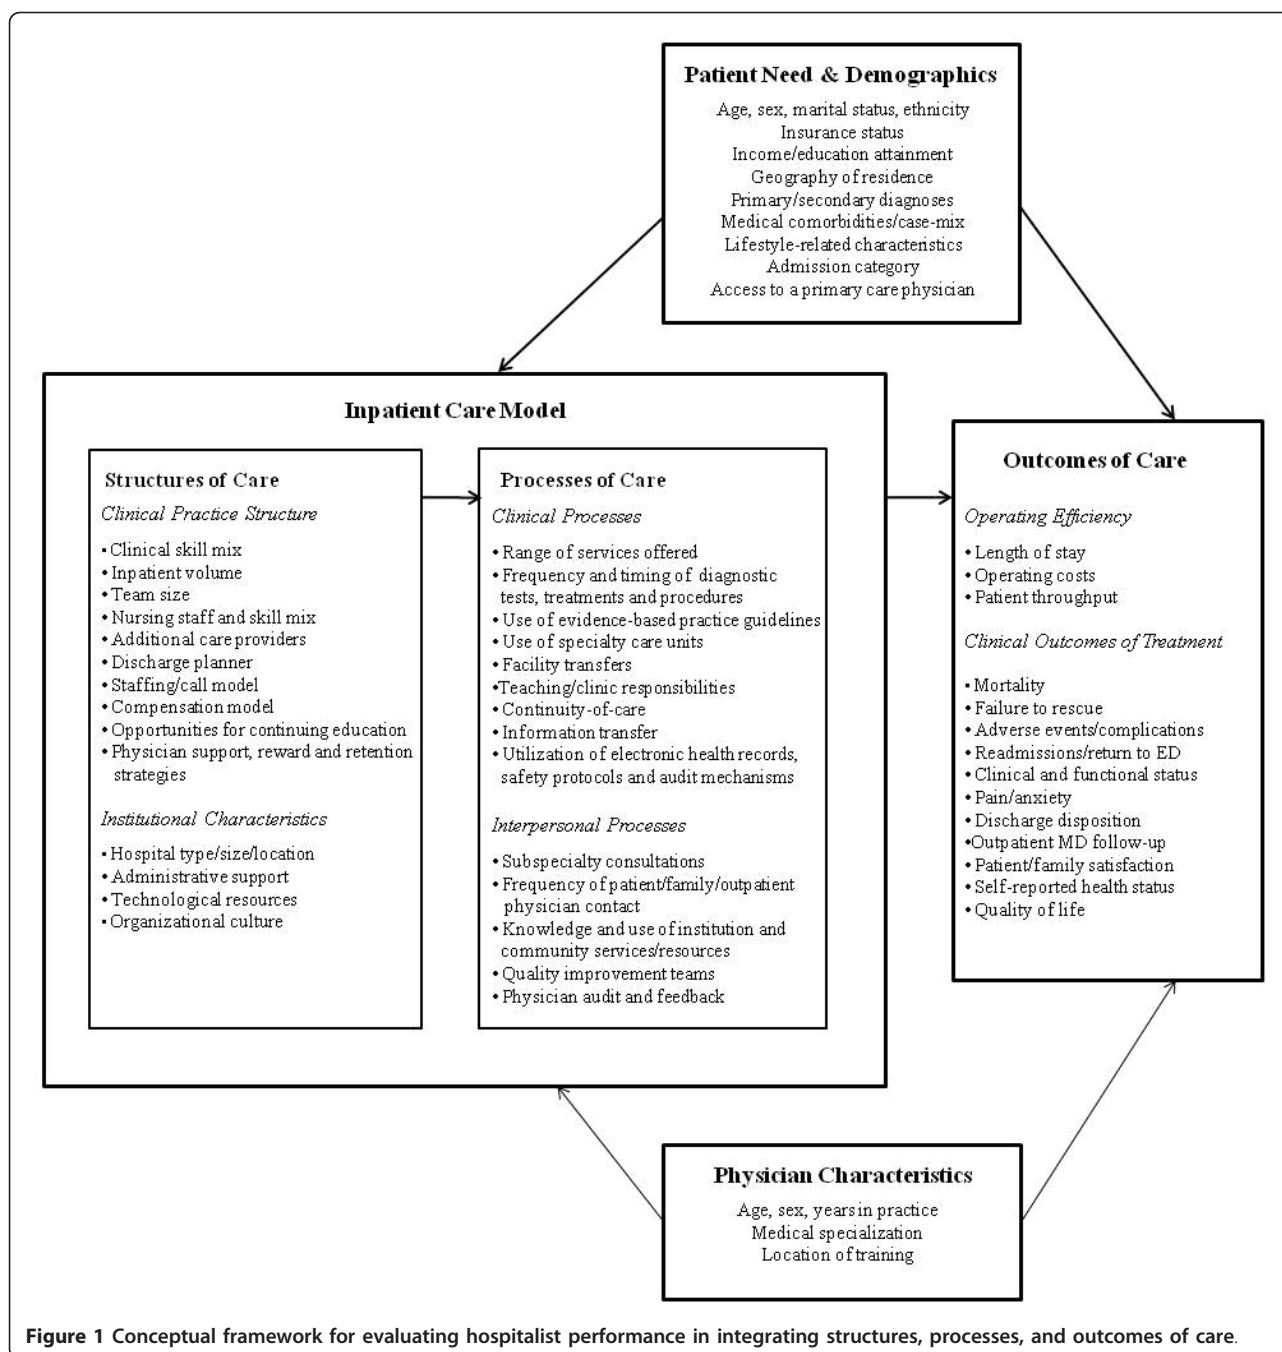 Patient Need & Demographics
Age, sex, marital status, ethnicity
Insurance status
Income/education attainment
Geography of residence
Primary/secondary diagnoses
Medical comorbidities/case-mix
Lifestyle-related characteristics
Admission category
Access to a primary care physician
Inpatient Care Model
Structures of Care
Clinical Practice Structure
• Clinical skill mix
• Inpatient volume
• Team size
• Nursing staff and skill mix
• Additional care providers
• Discharge planner
• Staffing/call model
• Compensation model
• Opportunities for continuing education
• Physician support, reward and retention
strategies
Institutional Characteristics
• Hospital type/size/location
• Administrative support
• Technological resources
• Organizational culture
Processes of Care
Clinical Processes
• Range of services offered
• Frequency and timing of diagnostic
tests, treatments and procedures
• Use of evidence-based practice guidelines
• Use of specialty care units
• Facility transfers
• Teaching/clinic responsibilities
• Continuity-of-care
• Information transfer
• Utilization of electronic health records,
safety protocols and audit mechanisms
Interpersonal Processes
• Subspecialty consultations
• Frequency of patient/family/outpatient
physician contact
• Knowledge and use of institution and
community services/resources
• Quality improvement teams
• Physician audit and feedback
Outcomes of Care
Operating Efficiency
• Length of stay
• Operating costs
• Patient throughput
Clinical Outcomes of Treatment
• Mortality
• Failure to rescue
• Adverse events/complications
• Readmissions/return to ED
• Clinical and functional status
• Pain/anxiety
• Discharge disposition
• Outpatient MD follow-up
• Patient/family satisfaction
• Self-reported health status
• Quality of life
Physician Characteristics
Age, sex, years in practice
Medical specialization
Location of training
Figure 1 Conceptual framework for evaluating hospitalist performance in integrating structures, processes, and outcomes of care.